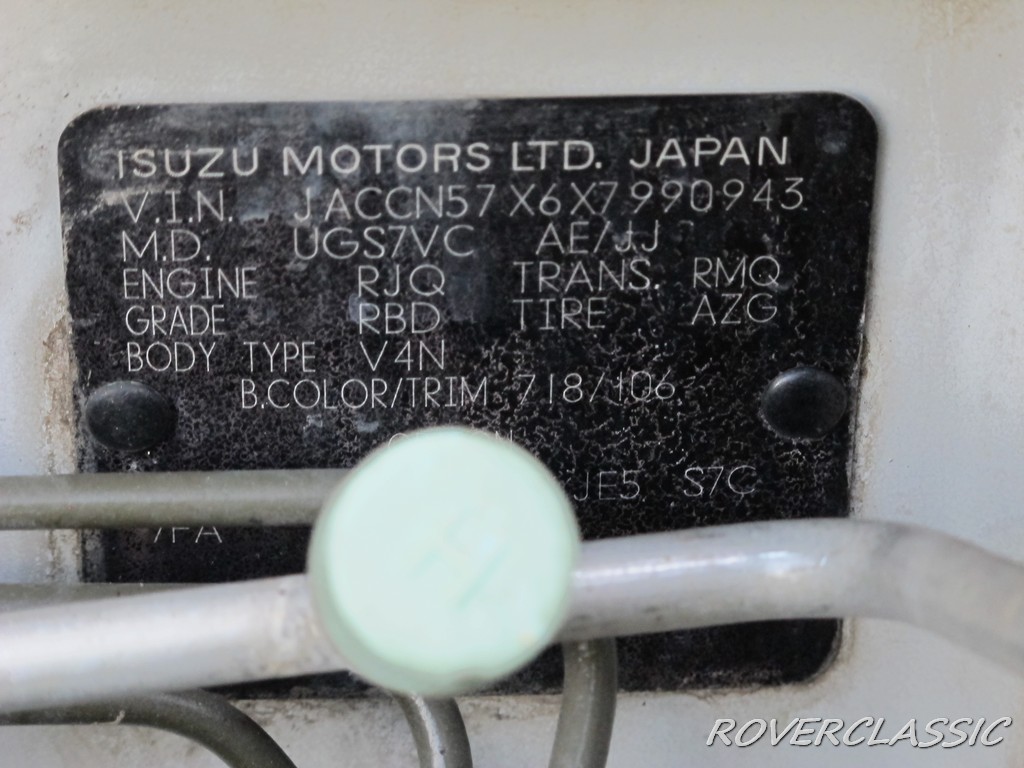 ISUZU MOTORS LTD. JAPAN
V.I.N. JACCN57X6X7990943
M.D. UGS7VC AE/JJ
ENGINE RJQ TRANS. RMQ
GRADE RBD TIRE AZG
BODY TYPE V4N
B.COLOR/TRIM 718/106
JE5 S7C
ROVERCLASSIC